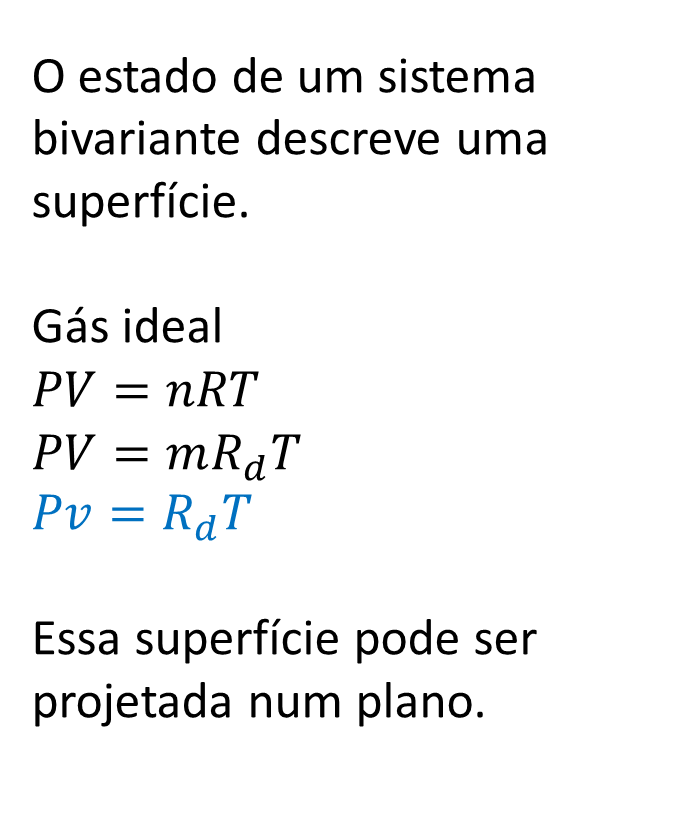 O estado de um sistema
bivariante descreve uma
superfície.
Gás ideal
PV = nRT
PV = mR_dT
Pv = R_dT
Essa superfície pode ser
projetada num plano.